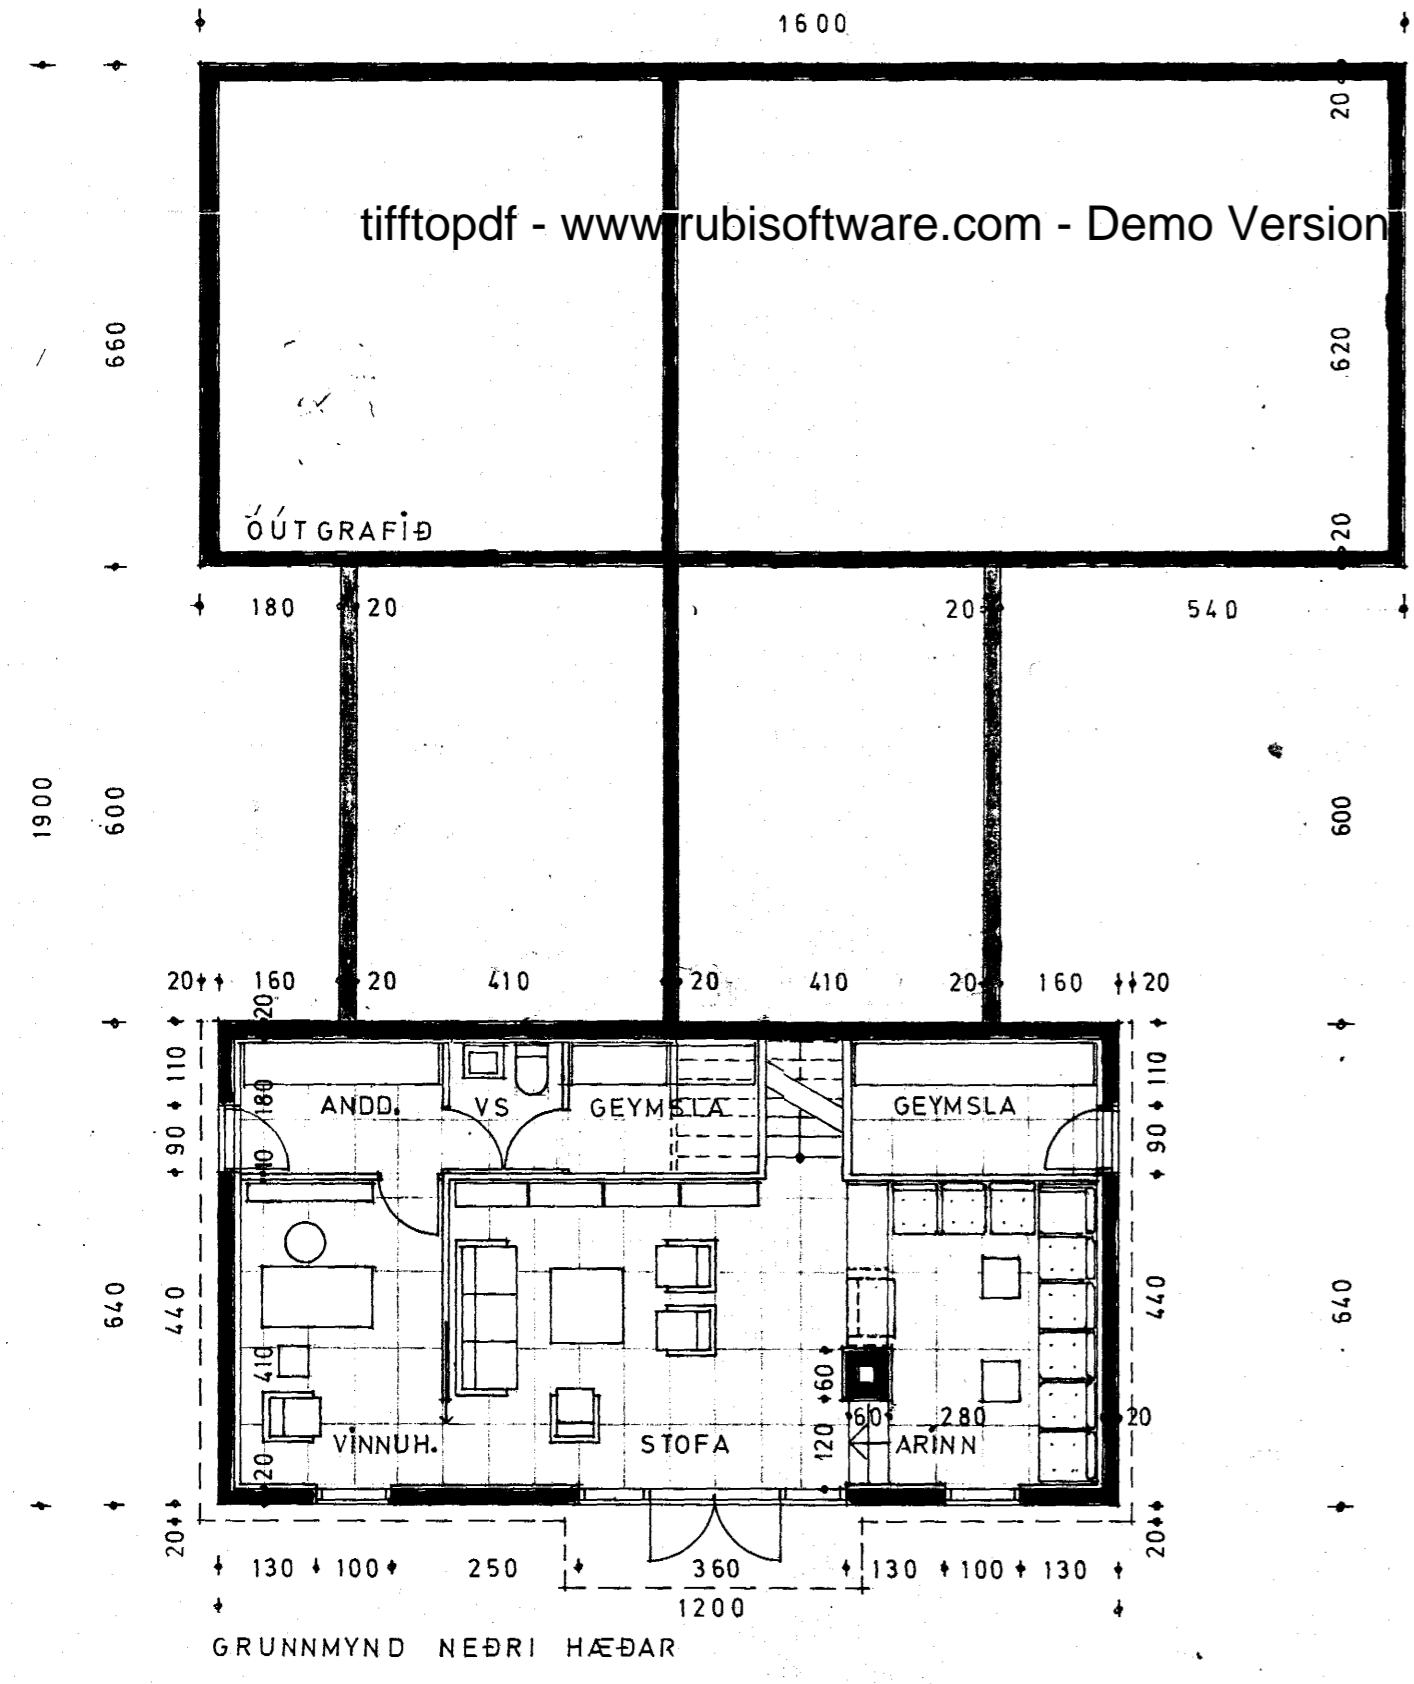 1600
20
tifftopdf - www.rubisoftware.com - Demo Version
660
620
ÓÚTGRAFIÐ
20
180 20 20 540
1900
600
600
20 160 20 410 20 410 20 160 20
20
110
180
ANDD. VS GEYMSLA GEYMSLA
110
90
10
90
640
440
410
60
440
640
60 280 20
VINNUH. STOFA ARINN
120
20
20
20
130 100 250 360 130 100 130
1200
GRUNNMYND NEÐRI HÆÐAR